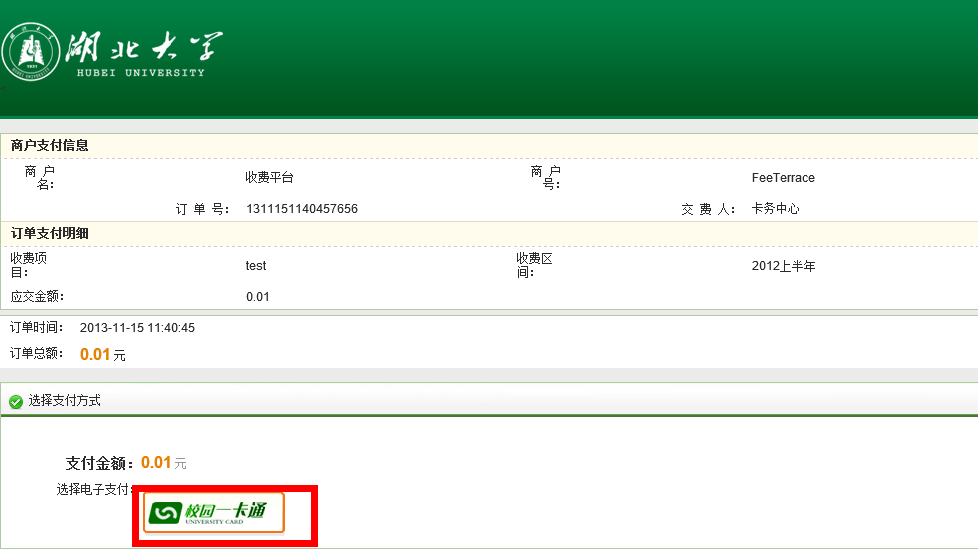 湖北大学
HUBEI UNIVERSITY
商户支付信息
商 户名： 收费平台 商 户号： FeeTerrace
订 单 号： 1311151140457656 交 费 人： 卡务中心
订单支付明细
收费项目： test 收费区间： 2012上半年
应交金额： 0.01
订单时间： 2013-11-15 11:40:45
订单总额： 0.01 元
选择支付方式
支付金额： 0.01 元
选择电子支付：
校园一卡通
UNIVERSITY CARD